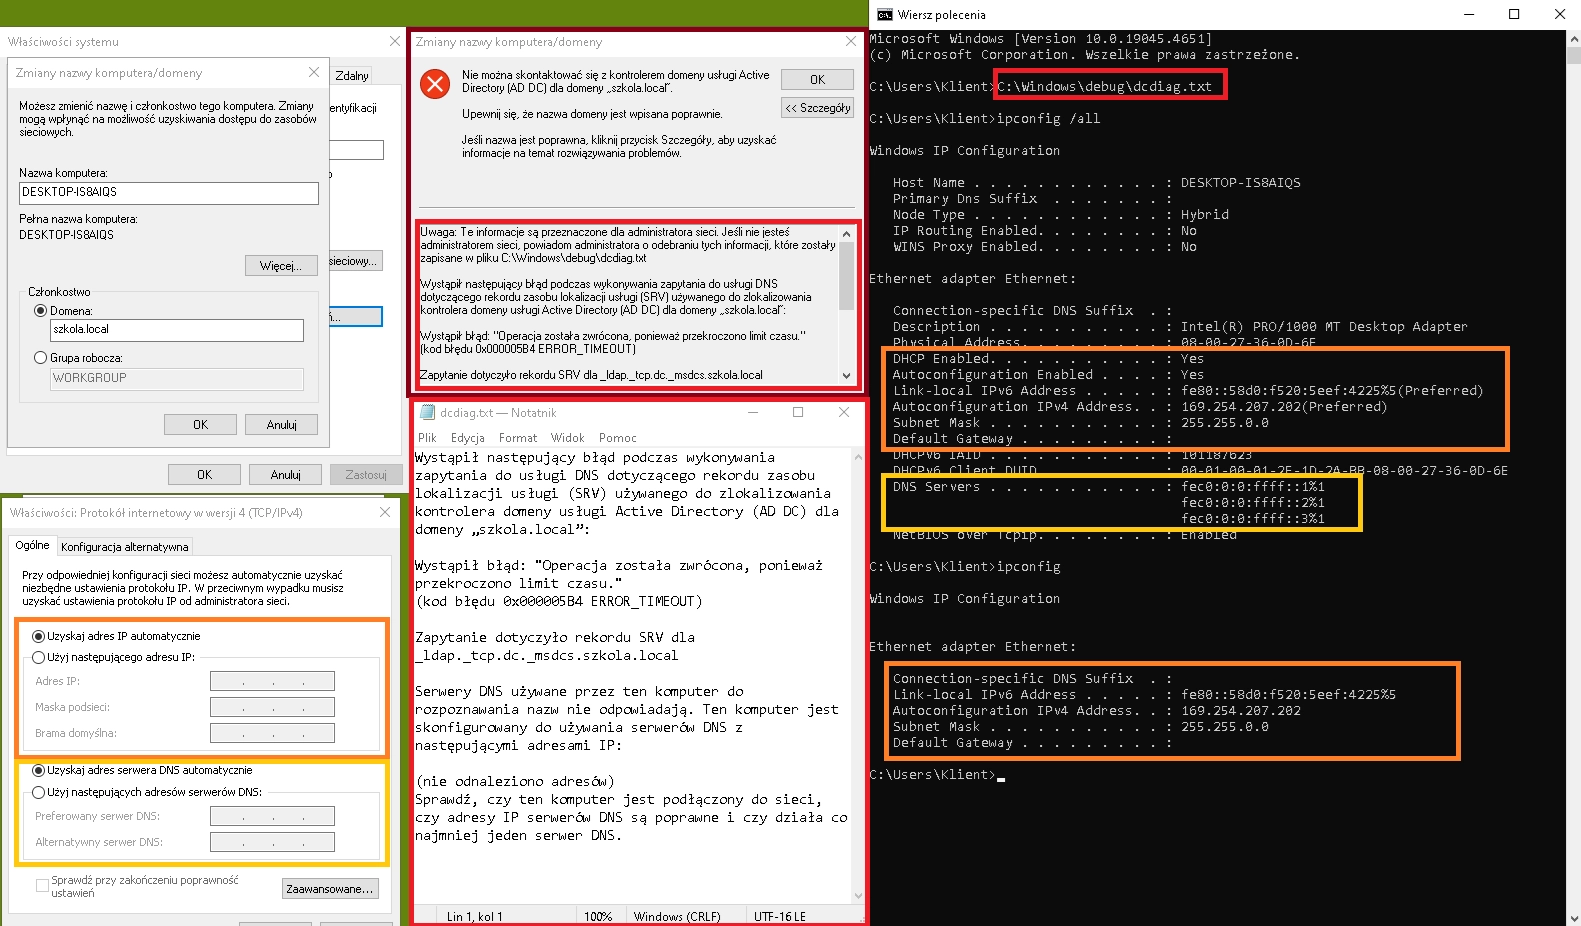 Właściwości systemu
Zmiany nazwy komputera/domeny
Zdalny
Możesz zmienić nazwę i członkostwo tego komputera. Zmiany
mogą wpłynąć na możliwość uzyskiwania dostępu do zasobów
sieciowych.
entyfikacji
Nazwa komputera:
DESKTOP-IS8AIQS
Pełna nazwa komputera:
DESKTOP-IS8AIQS
Więcej...
sieciowy...
Członkostwo
Domena:
szkola.local
Grupa robocza:
WORKGROUP
OK
Anuluj
OK
Anuluj
Zastosuj
Właściwości: Protokół internetowy w wersji 4 (TCP/IPv4)
Ogólne
Konfiguracja alternatywna
Przy odpowiedniej konfiguracji sieci możesz automatycznie uzyskać
niezbędne ustawienia protokołu IP. W przeciwnym wypadku musisz
uzyskać ustawienia protokołu IP od administratora sieci.
Uzyskaj adres IP automatycznie
Użyj następującego adresu IP:
Adres IP:
Maska podsieci:
Brama domyślna:
Uzyskaj adres serwera DNS automatycznie
Użyj następujących adresów serwerów DNS:
Preferowany serwer DNS:
Alternatywny serwer DNS:
Sprawdź przy zakończeniu poprawność
ustawień
Zaawansowane...
Zmiany nazwy komputera/domeny
Nie można skontaktować się z kontrolerem domeny usługi Active
Directory (AD DC) dla domeny „szkola.local”.
Upewnij się, że nazwa domeny jest wpisana poprawnie.
Jeśli nazwa jest poprawna, kliknij przycisk Szczegóły, aby uzyskać
informacje na temat rozwiązywania problemów.
OK
<< Szczegóły
Uwaga: Te informacje są przeznaczone dla administratora sieci. Jeśli nie jesteś
administratorem sieci, powiadom administratora o odebraniu tych informacji, które zostały
zapisane w pliku C:\Windows\debug\dcdiag.txt
Wystąpił następujący błąd podczas wykonywania zapytania do usługi DNS
dotyczącego rekordu zasobu lokalizacji usługi (SRV) używanego do zlokalizowania
kontrolera domeny usługi Active Directory (AD DC) dla domeny „szkola.local”:
Wystąpił błąd: "Operacja została zwrócona, ponieważ przekroczono limit czasu."
(kod błędu 0x000005B4 ERROR_TIMEOUT)
Zapytanie dotyczyło rekordu SRV dla _ldap._tcp.dc._msdcs.szkola.local
dcdiag.txt — Notatnik
Plik Edycja Format Widok Pomoc
Wystąpił następujący błąd podczas wykonywania
zapytania do usługi DNS dotyczącego rekordu zasobu
lokalizacji usługi (SRV) używanego do zlokalizowania
kontrolera domeny usługi Active Directory (AD DC) dla
domeny „szkola.local”:
Wystąpił błąd: "Operacja została zwrócona, ponieważ
przekroczono limit czasu."
(kod błędu 0x000005B4 ERROR_TIMEOUT)
Zapytanie dotyczyło rekordu SRV dla
_ldap._tcp.dc._msdcs.szkola.local
Serwery DNS używane przez ten komputer do
rozpoznawania nazw nie odpowiadają. Ten komputer jest
skonfigurowany do używania serwerów DNS z
następującymi adresami IP:
(nie odnaleziono adresów)
Sprawdź, czy ten komputer jest podłączony do sieci,
czy adresy IP serwerów DNS są poprawne i czy działa co
najmniej jeden serwer DNS.
Lin 1, kol 1
100%
Windows (CRLF)
UTF-16 LE
Wiersz polecenia
Microsoft Windows [Version 10.0.19045.4651]
(c) Microsoft Corporation. Wszelkie prawa zastrzeżone.
C:\Users\Klient>C:\Windows\debug\dcdiag.txt
C:\Users\Klient>ipconfig /all
Windows IP Configuration
Host Name . . . . . . . . . . . . : DESKTOP-IS8AIQS
Primary Dns Suffix  . . . . . . . :
Node Type . . . . . . . . . . . . : Hybrid
IP Routing Enabled. . . . . . . . : No
WINS Proxy Enabled. . . . . . . . : No
Ethernet adapter Ethernet:
Connection-specific DNS Suffix  . :
Description . . . . . . . . . . . : Intel(R) PRO/1000 MT Desktop Adapter
Physical Address. . . . . . . . . : 08-00-27-36-0D-6E
DHCP Enabled. . . . . . . . . . . : Yes
Autoconfiguration Enabled . . . . : Yes
Link-local IPv6 Address . . . . . : fe80::58d0:f520:5eef:4225%5(Preferred)
Autoconfiguration IPv4 Address. . : 169.254.207.202(Preferred)
Subnet Mask . . . . . . . . . . . : 255.255.0.0
Default Gateway . . . . . . . . . :
DHCPv6 IAID . . . . . . . . . . . : 101187623
DHCPv6 Client DUID. . . . . . . . : 00-01-00-01-2E-1D-2A-BB-08-00-27-36-0D-6E
DNS Servers . . . . . . . . . . . : fec0:0:0:ffff::1%1
fec0:0:0:ffff::2%1
fec0:0:0:ffff::3%1
NetBIOS over Tcpip. . . . . . . . : Enabled
C:\Users\Klient>ipconfig
Windows IP Configuration
Ethernet adapter Ethernet:
Connection-specific DNS Suffix  . :
Link-local IPv6 Address . . . . . : fe80::58d0:f520:5eef:4225%5
Autoconfiguration IPv4 Address. . : 169.254.207.202
Subnet Mask . . . . . . . . . . . : 255.255.0.0
Default Gateway . . . . . . . . . :
C:\Users\Klient>